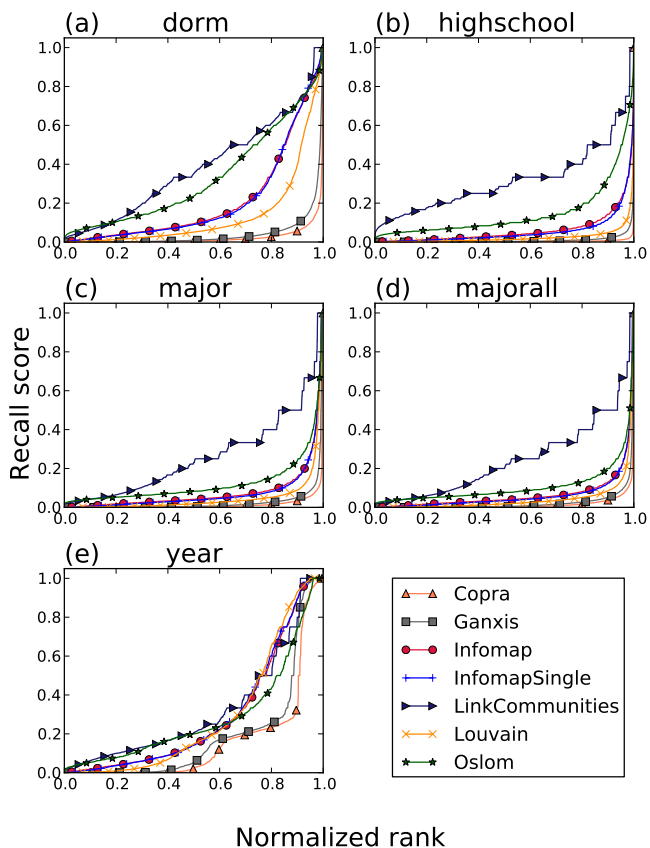 (a) dorm
(b) highschool
1.0
0.8
0.6
0.4
0.2
0.0
0.0 0.2 0.4 0.6 0.8 1.0
1.0
0.8
0.6
0.4
0.2
0.0
0.0 0.2 0.4 0.6 0.8 1.0
(c) major
(d) majorall
1.0
0.8
0.6
0.4
0.2
0.0
0.0 0.2 0.4 0.6 0.8 1.0
1.0
0.8
0.6
0.4
0.2
0.0
0.0 0.2 0.4 0.6 0.8 1.0
Recall score
(e) year
1.0
0.8
0.6
0.4
0.2
0.0
0.0 0.2 0.4 0.6 0.8 1.0
Copra
Ganxis
Infomap
InfomapSingle
LinkCommunities
Louvain
Oslom
Normalized rank